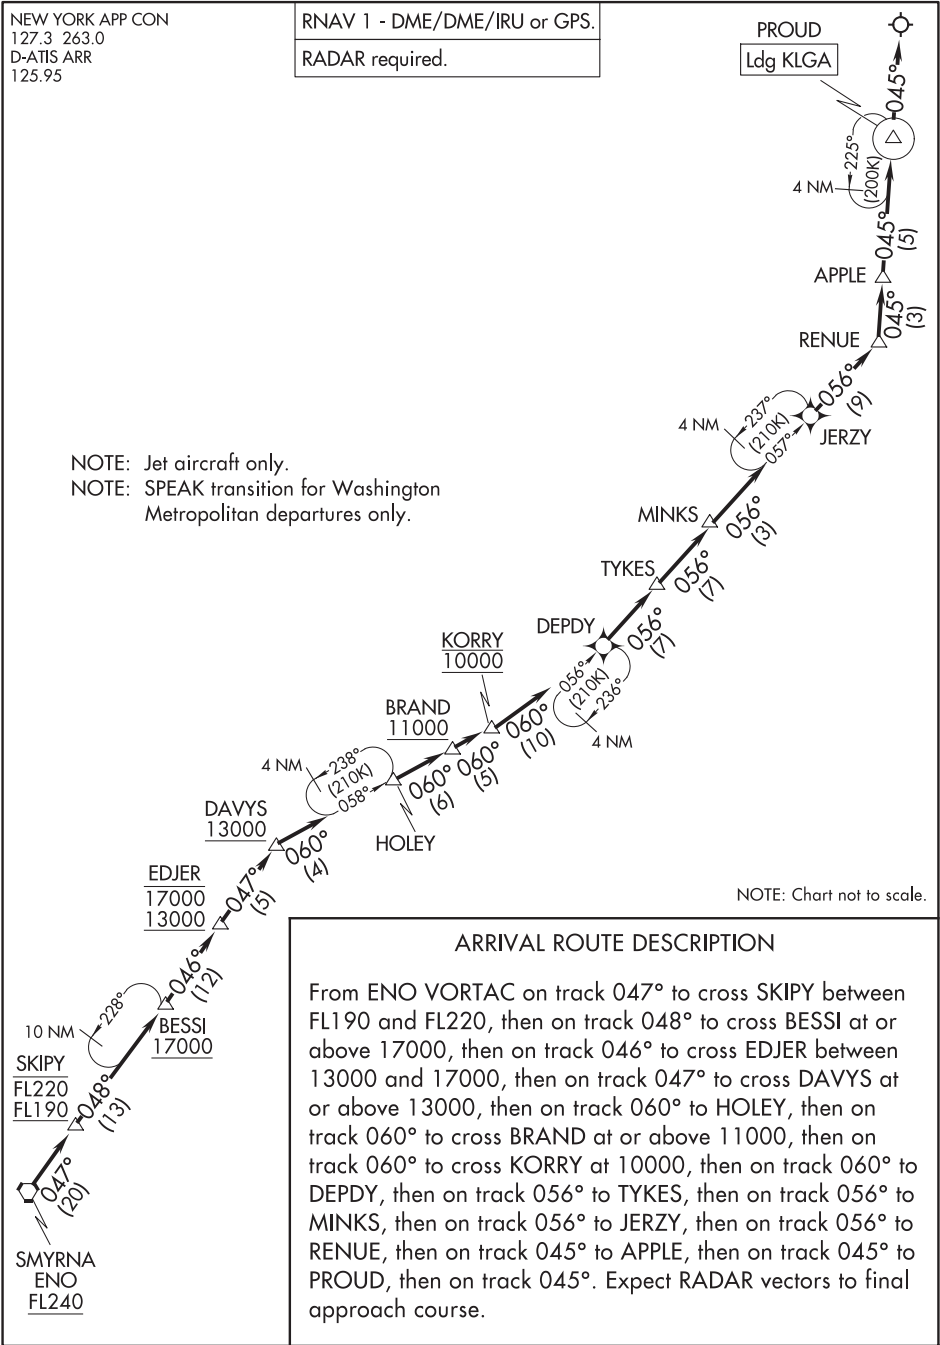 NEW YORK APP CON
127.3 263.0
D-ATIS ARR
125.95
RNAV 1 - DME/DME/IRU or GPS.
RADAR required.
PROUD
Ldg KLGA
045°
225°
(200K)
4 NM
045°
(5)
APPLE
045°
(3)
RENUE
056°
(9)
237°
(210K)
057°
4 NM
JERZY
NOTE: Jet aircraft only.
NOTE: SPEAK transition for Washington
Metropolitan departures only.
MINKS
056°
(3)
TYKES
056°
(7)
DEPDY
056°
(7)
056°
(210K)
236°
4 NM
KORRY
10000
060°
(10)
BRAND
11000
060°
(5)
060°
(6)
4 NM
238°
(210K)
058°
HOLEY
DAVYS
13000
060°
(4)
EDJER
17000
13000
047°
(5)
046°
(12)
228°
10 NM
BESSI
17000
SKIPY
FL220
FL190
048°
(13)
047°
(20)
SMYRNA
ENO
FL240
NOTE: Chart not to scale.
ARRIVAL ROUTE DESCRIPTION
From ENO VORTAC on track 047° to cross SKIPY between
FL190 and FL220, then on track 048° to cross BESSI at or
above 17000, then on track 046° to cross EDJER between
13000 and 17000, then on track 047° to cross DAVYS at
or above 13000, then on track 060° to HOLEY, then on
track 060° to cross BRAND at or above 11000, then on
track 060° to cross KORRY at 10000, then on track 060° to
DEPDY, then on track 056° to TYKES, then on track 056° to
MINKS, then on track 056° to JERZY, then on track 056° to
RENUE, then on track 045° to APPLE, then on track 045° to
PROUD, then on track 045°. Expect RADAR vectors to final
approach course.